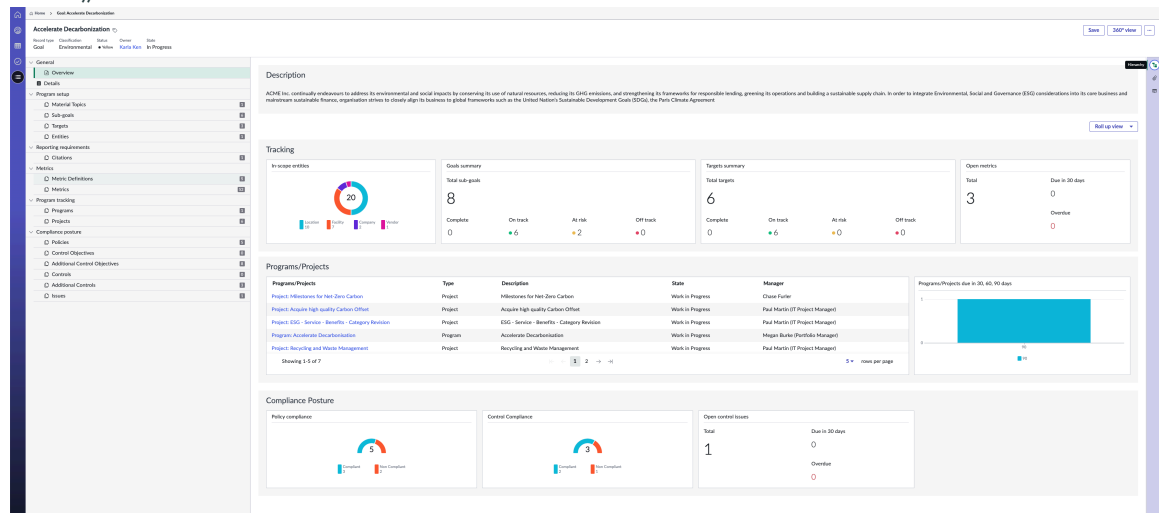 Home > Goal: Accelerate Decarbonization
Accelerate Decarbonization
Save
360° view
Record type Classification Status Owner State
Goal Environmental Yellow Karla Ken In Progress
General
Overview
Details
Program setup
Material Topics
Sub-goals
Targets
Entities
Reporting requirements
Citations
Metrics
Metric Definitions
Metrics
Program tracking
Programs
Projects
Compliance posture
Policies
Control Objectives
Additional Control Objectives
Controls
Additional Controls
Issues
Hierarchy
Description
ACME Inc. continually endeavours to address its environmental and social impacts by conserving its use of natural resources, reducing its GHG emissions, and strengthening its frameworks for responsible lending, greening its operations and building a sustainable supply chain. In order to integrate Environmental, Social and Governance (ESG) considerations into its core business and
mainstream sustainable finance, organisation strives to closely align its business to global frameworks such as the United Nation's Sustainable Development Goals (SDGs), the Paris Climate Agreement
Roll up view
Tracking
In-scope entities
20
Location Facility Company Vendor
10 7 2 1
Goals summary
Total sub-goals
8
Complete On track At risk Off track
0 6 2 0
Targets summary
Total targets
6
Complete On track At risk Off track
0 6 0 0
Open metrics
Total Due in 30 days
3 0
Overdue
0
Programs/Projects
Programs/Projects Type Description State Manager
Project: Milestones for Net-Zero Carbon Project Milestones for Net-Zero Carbon Work in Progress Chase Furler
Project: Acquire high quality Carbon Offset Project Acquire high quality Carbon Offset Work in Progress Paul Martin (IT Project Manager)
Project: ESG - Service - Benefits - Category Revision Project ESG - Service - Benefits - Category Revision Work in Progress Paul Martin (IT Project Manager)
Program: Accelerate Decarbonisation Program Accelerate Decarbonisation Work in Progress Megan Burke (Portfolio Manager)
Project: Recycling and Waste Management Project Recycling and Waste Management Work in Progress Paul Martin (IT Project Manager)
Showing 1-5 of 7 1 2 5 rows per page
Programs/Projects due in 30, 60, 90 days
1
0
90
90
Compliance Posture
Policy compliance
5
Compliant Non Compliant
3 2
Control Compliance
3
Compliant Non Compliant
2 1
Open control issues
Total Due in 30 days
1 0
Overdue
0